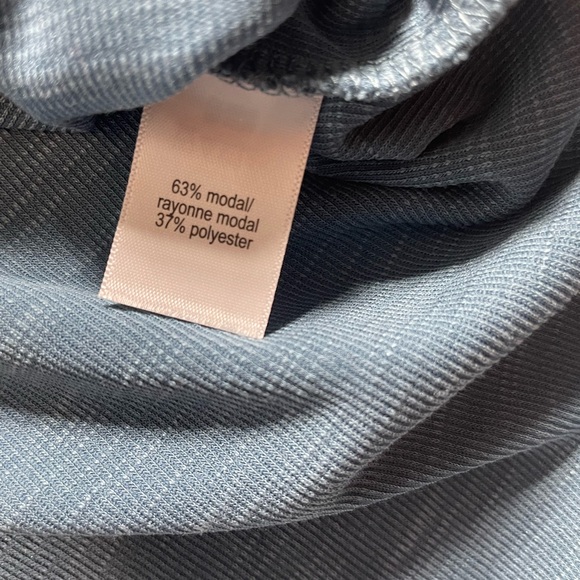 63% modal/
rayonne modal
37% polyester